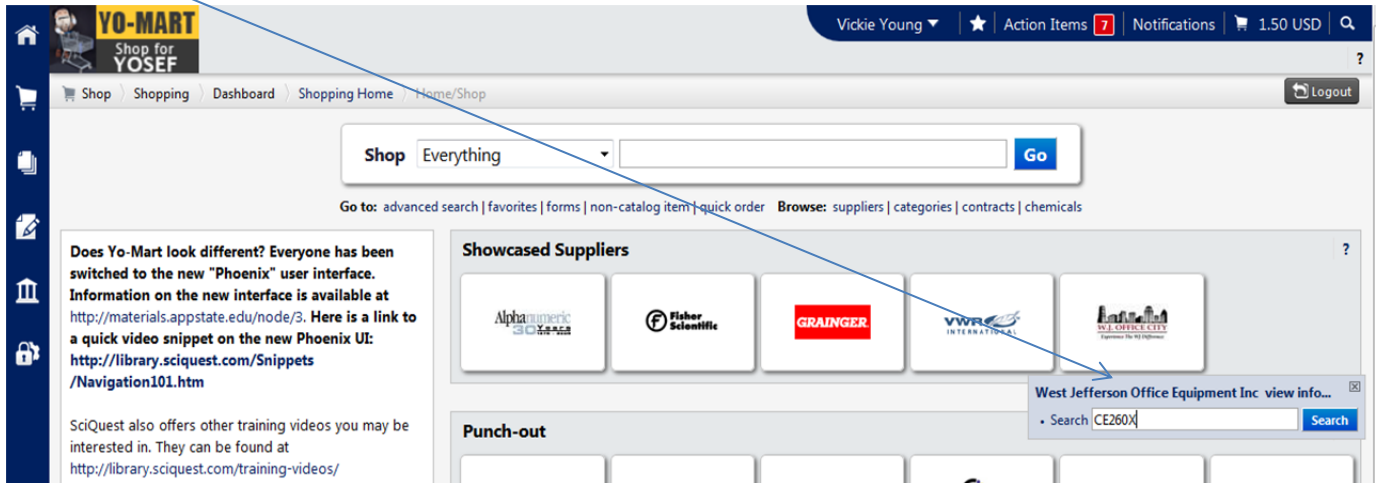 YO-MART
Shop for
YOSEF
Vickie Young
Action Items 7
Notifications
1.50 USD
?
Shop Shopping Dashboard Shopping Home Home/Shop
Logout
Shop Everything Go
Go to: advanced search | favorites | forms | non-catalog item | quick order Browse: suppliers | categories | contracts | chemicals
Does Yo-Mart look different? Everyone has been
switched to the new "Phoenix" user interface.
Information on the new interface is available at
http://materials.appstate.edu/node/3. Here is a link to
a quick video snippet on the new Phoenix UI:
http://library.sciquest.com/Snippets
/Navigation101.htm
SciQuest also offers other training videos you may be
interested in. They can be found at
http://library.sciquest.com/training-videos/
Showcased Suppliers ?
Alphanumeric
30 Years
Fisher
Scientific
GRAINGER
VWR
INTERNATIONAL
W.J. OFFICE CITY
Experience The WJ Difference
West Jefferson Office Equipment Inc view info...
Search CE260X Search
Punch-out